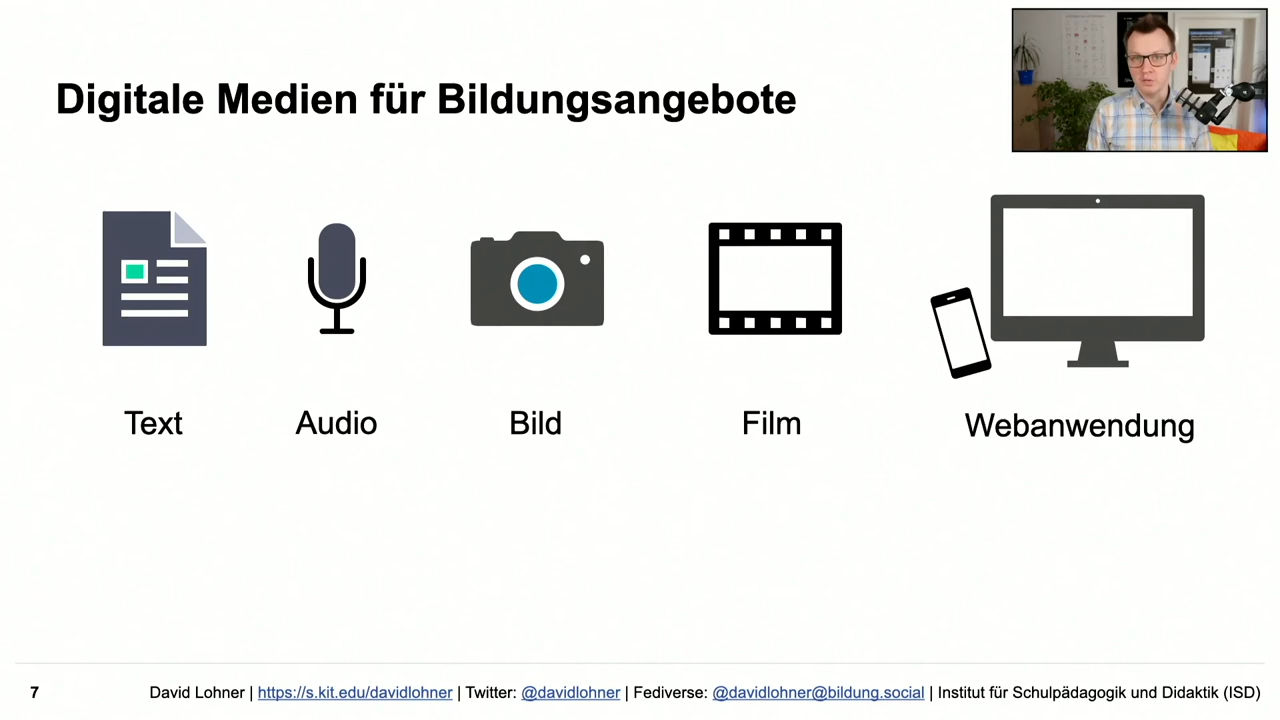 Digitale Medien für Bildungsangebote
Text
Audio
Bild
Film
Webanwendung
7
David Lohner | https://s.kit.edu/davidlohner | Twitter: @davidlohner | Fediverse: @davidlohner@bildung.social | Institut für Schulpädagogik und Didaktik (ISD)